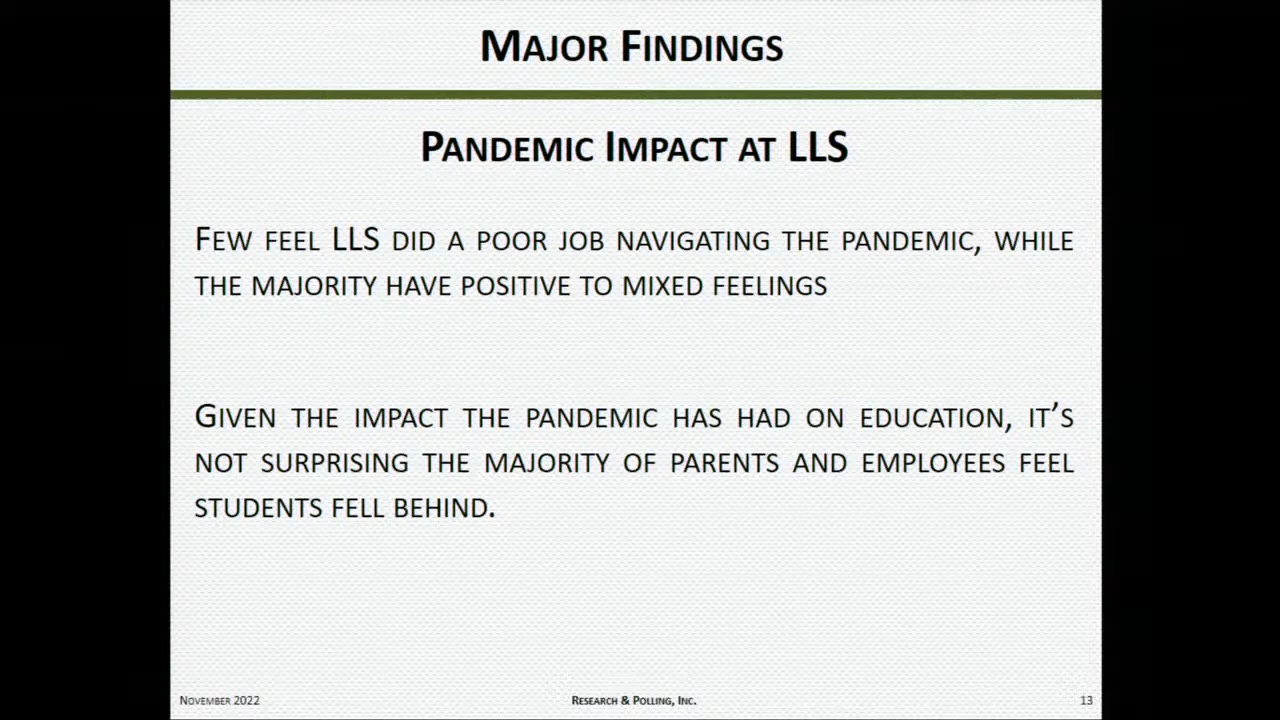 Major Findings
Pandemic Impact at LLS
Few feel LLS did a poor job navigating the pandemic, while
the majority have positive to mixed feelings
Given the impact the pandemic has had on education, it's
not surprising the majority of parents and employees feel
students fell behind.
November 2022
Research & Polling, Inc.
13